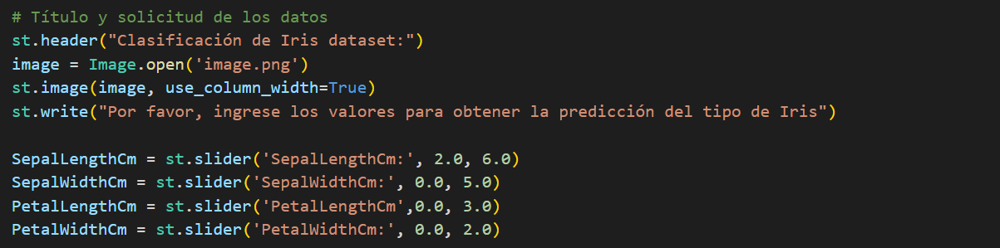 # Título y solicitud de los datos
st.header("Clasificación de Iris dataset:")
image = Image.open('image.png')
st.image(image, use_column_width=True)
st.write("Por favor, ingrese los valores para obtener la predicción del tipo de Iris")
SepalLengthCm = st.slider('SepalLengthCm:', 2.0, 6.0)
SepalWidthCm = st.slider('SepalWidthCm:', 0.0, 5.0)
PetalLengthCm = st.slider('PetalLengthCm',0.0, 3.0)
PetalWidthCm = st.slider('PetalWidthCm:', 0.0, 2.0)